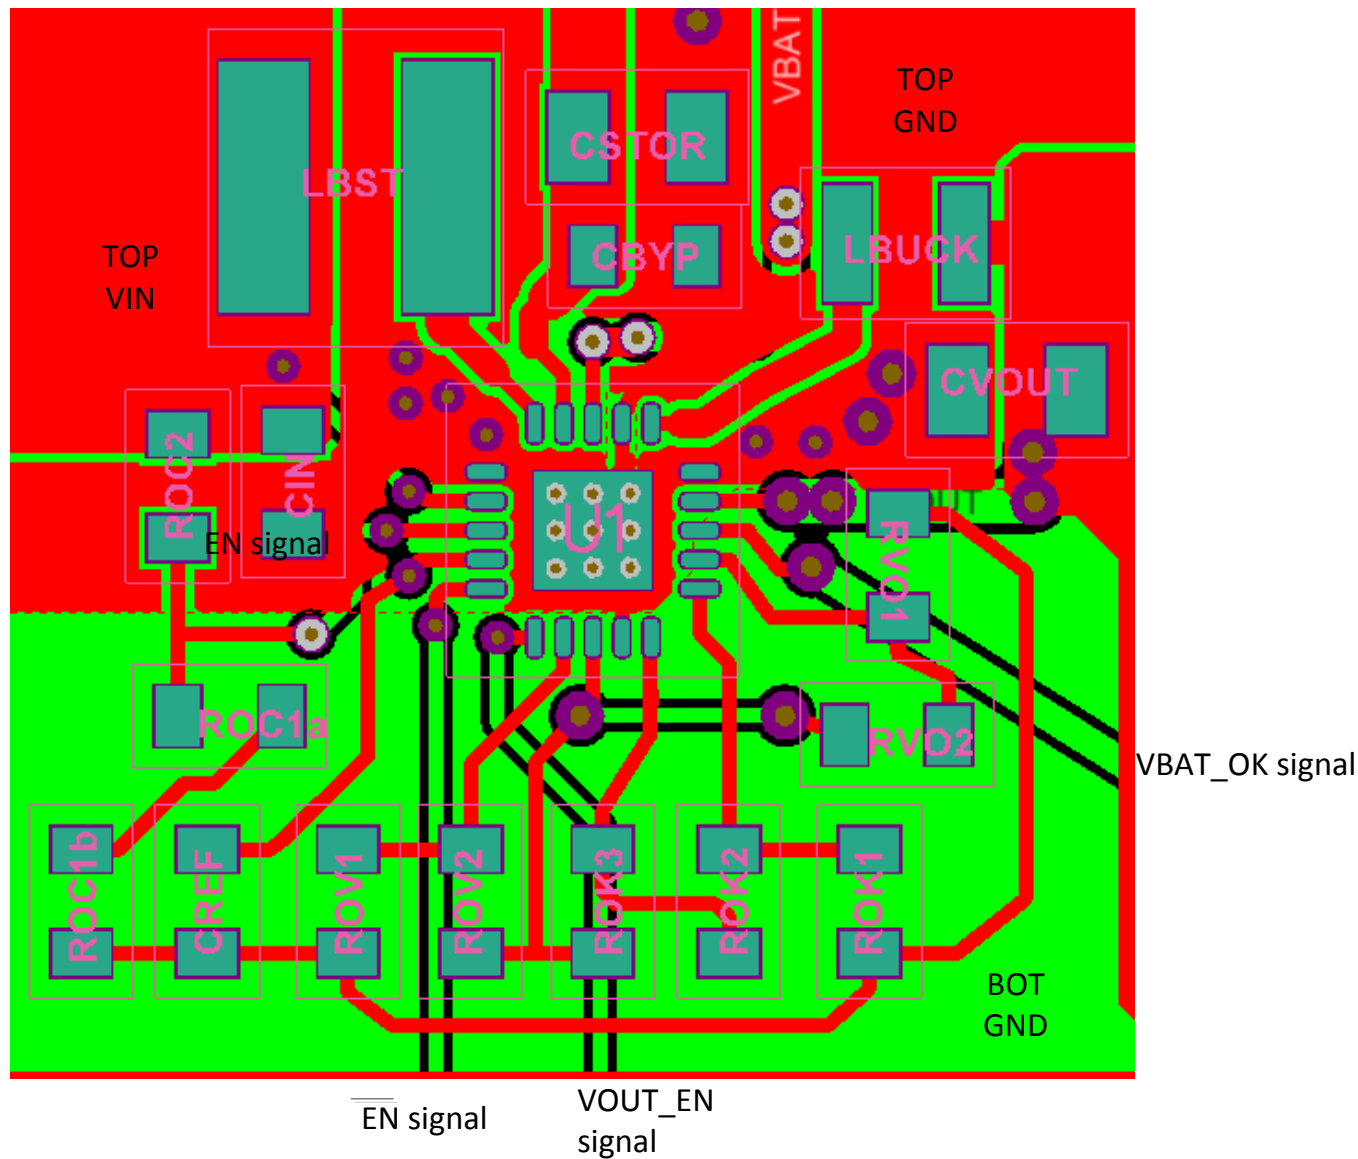 VBAT
TOP
GND
CSTOR
LBST
CBYP
LBUCK
TOP
VIN
CVOUT
ROC2
CIN
EN signal
U1
RVO1
ROC1a
RVO2
VBAT_OK signal
ROC1b
CREF
ROV1
ROV2
ROK3
ROK2
ROK1
BOT
GND
EN signal
VOUT_EN
signal